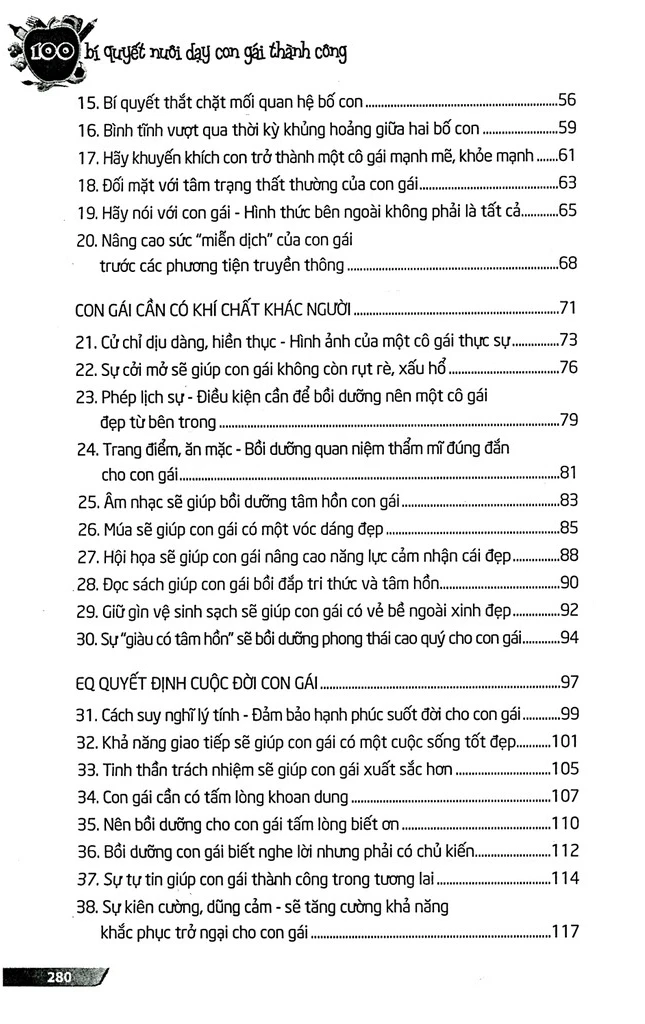 100 bí quyết nuôi dạy con gái thành công
15. Bí quyết thắt chặt mối quan hệ bố con ..... 56
16. Bình tĩnh vượt qua thời kỳ khủng hoảng giữa hai bố con ..... 59
17. Hãy khuyến khích con trở thành một cô gái mạnh mẽ, khỏe mạnh ..... 61
18. Đối mặt với tâm trạng thất thường của con gái ..... 63
19. Hãy nói với con gái - Hình thức bên ngoài không phải là tất cả ..... 65
20. Nâng cao sức "miễn dịch" của con gái
trước các phương tiện truyền thông ..... 68
CON GÁI CẦN CÓ KHÍ CHẤT KHÁC NGƯỜI ..... 71
21. Cử chỉ dịu dàng, hiền thục - Hình ảnh của một cô gái thực sự ..... 73
22. Sự cởi mở sẽ giúp con gái không còn rụt rè, xấu hổ ..... 76
23. Phép lịch sự - Điều kiện cần để bồi dưỡng nên một cô gái
đẹp từ bên trong ..... 79
24. Trang điểm, ăn mặc - Bồi dưỡng quan niệm thẩm mĩ đúng đắn
cho con gái ..... 81
25. Âm nhạc sẽ giúp bồi dưỡng tâm hồn con gái ..... 83
26. Múa sẽ giúp con gái có một vóc dáng đẹp ..... 85
27. Hội họa sẽ giúp con gái nâng cao năng lực cảm nhận cái đẹp ..... 88
28. Đọc sách giúp con gái bồi đắp tri thức và tâm hồn ..... 90
29. Giữ gìn vệ sinh sạch sẽ giúp con gái có vẻ bề ngoài xinh đẹp ..... 92
30. Sự "giàu có tâm hồn" sẽ bồi dưỡng phong thái cao quý cho con gái ..... 94
EQ QUYẾT ĐỊNH CUỘC ĐỜI CON GÁI ..... 97
31. Cách suy nghĩ lý tính - Đảm bảo hạnh phúc suốt đời cho con gái ..... 99
32. Khả năng giao tiếp sẽ giúp con gái có một cuộc sống tốt đẹp ..... 101
33. Tinh thần trách nhiệm sẽ giúp con gái xuất sắc hơn ..... 105
34. Con gái cần có tấm lòng khoan dung ..... 107
35. Nên bồi dưỡng cho con gái tấm lòng biết ơn ..... 110
36. Bồi dưỡng con gái biết nghe lời nhưng phải có chủ kiến ..... 112
37. Sự tự tin giúp con gái thành công trong tương lai ..... 114
38. Sự kiên cường, dũng cảm - sẽ tăng cường khả năng
khắc phục trở ngại cho con gái ..... 117
280